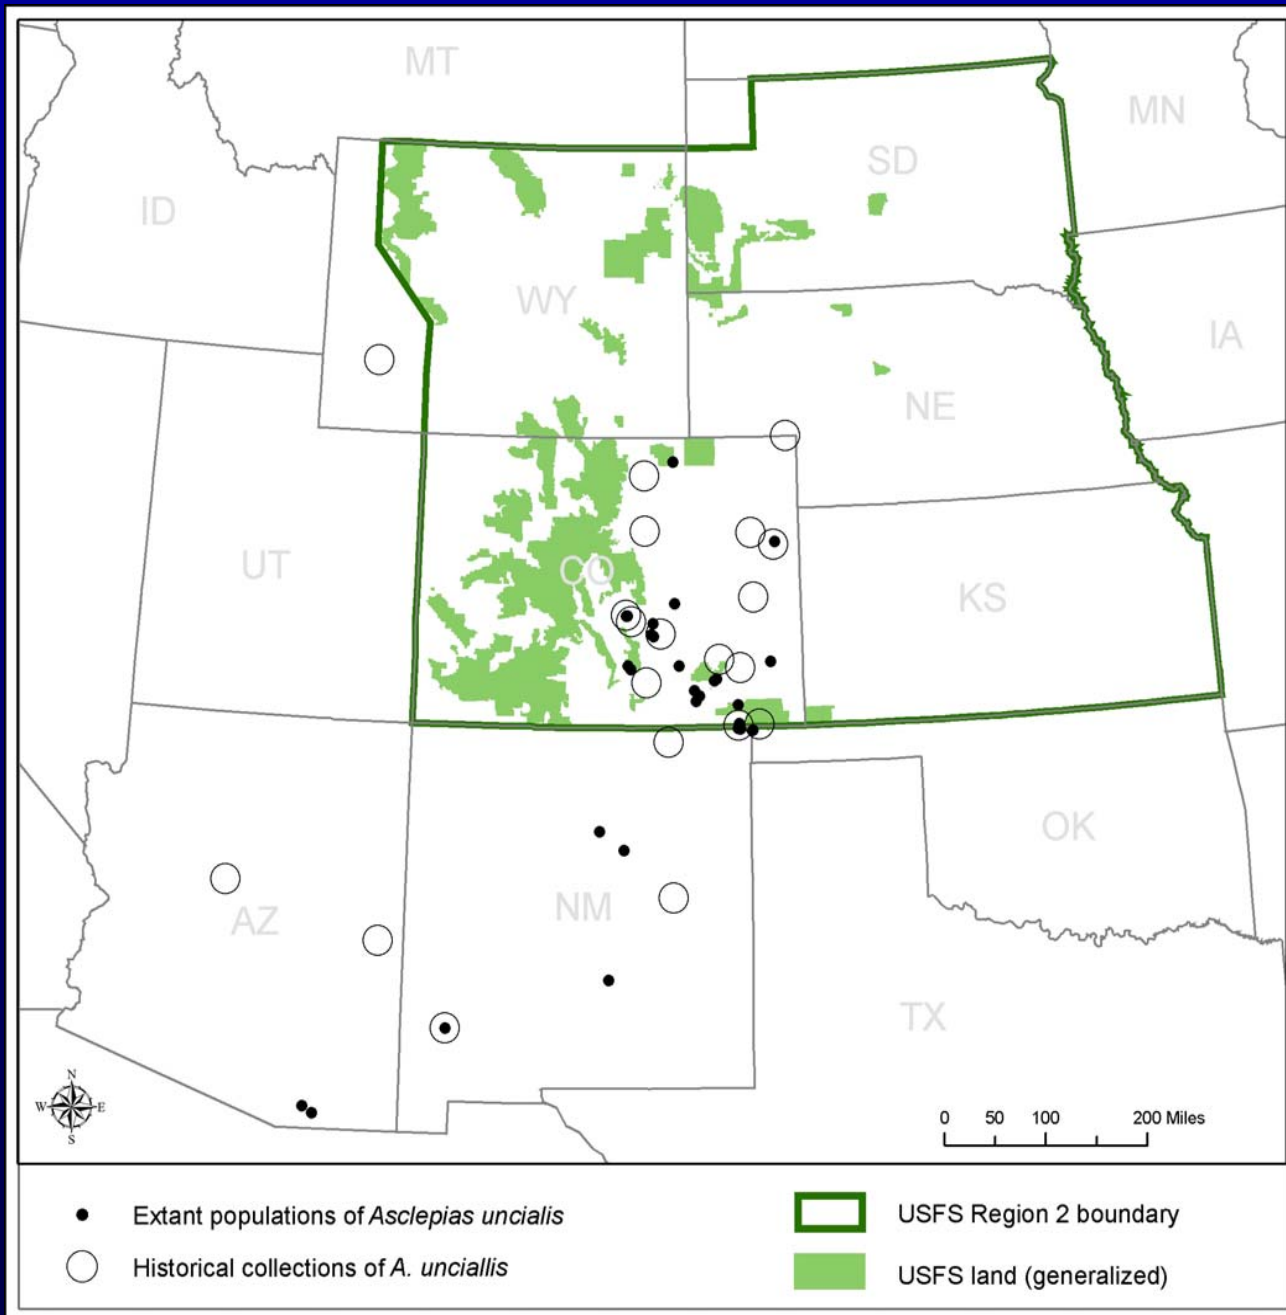 MT
MN
SD
ID
WY
IA
NE
UT
CO
KS
OK
AZ
NM
TX
N
W E
S
0 50 100 200 Miles
Extant populations of Asclepias uncialis
Historical collections of A. unciallis
USFS Region 2 boundary
USFS land (generalized)